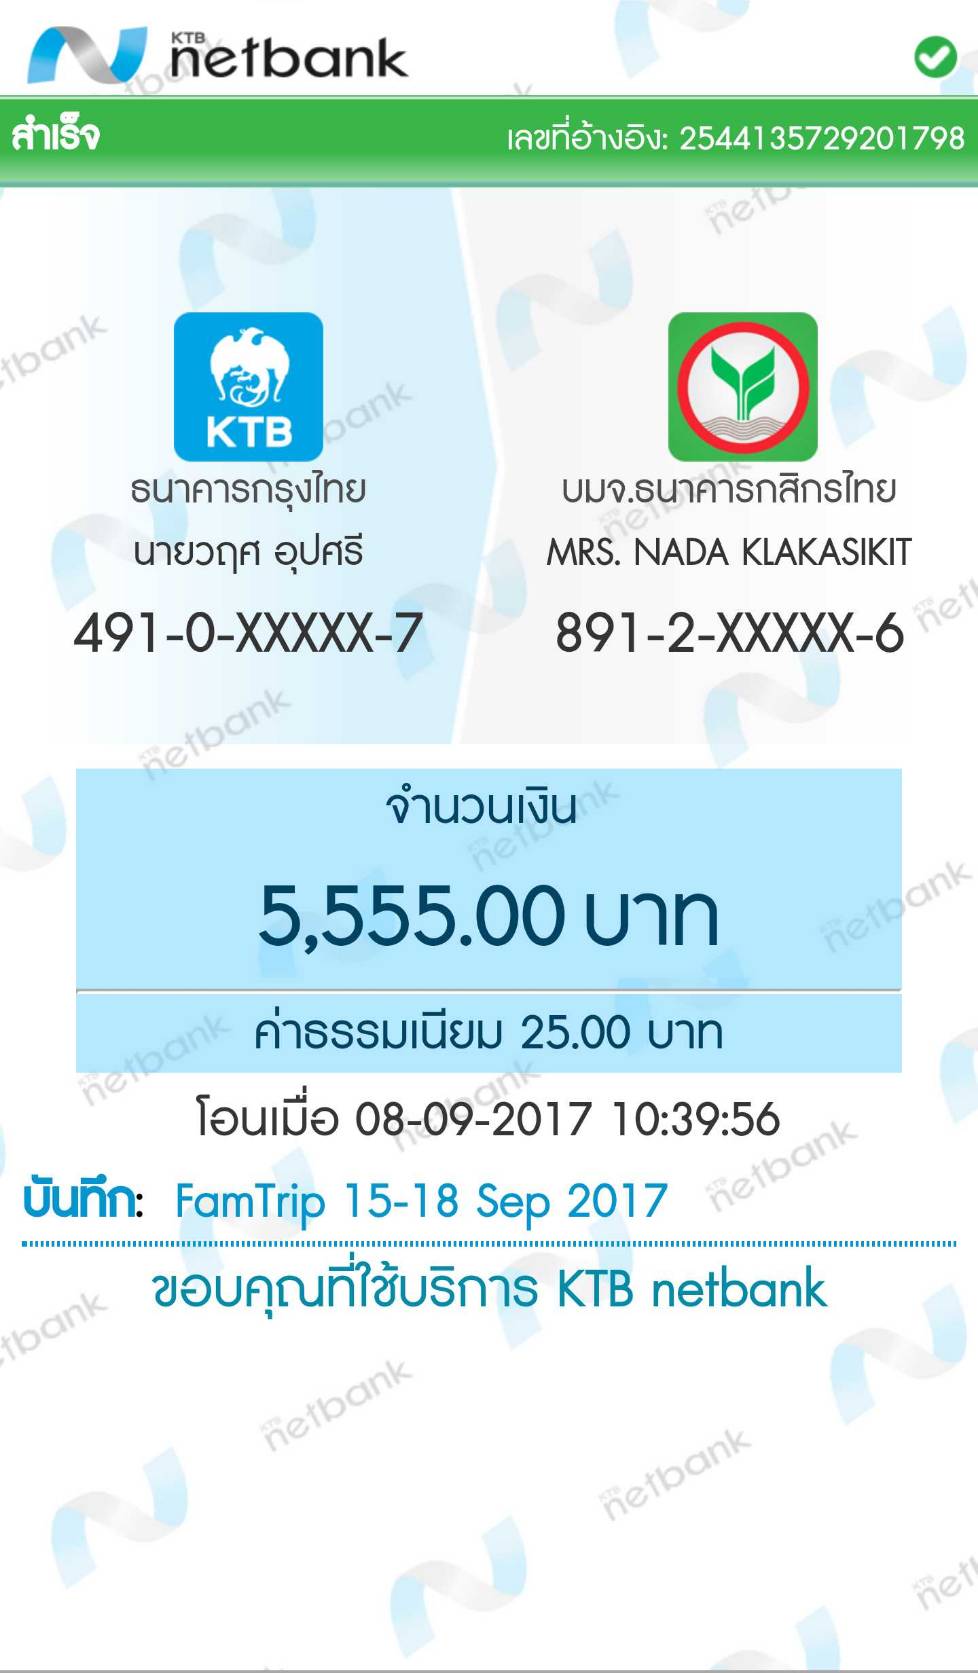 KTB
netbank
สำเร็จ
เลขที่อ้างอิง: 2544135729201798
KTB
ธนาคารกรุงไทย
บมจ.ธนาคารกสิกรไทย
นายวฤศ อุปศรี
MRS. NADA KLAKASIKIT
491-0-XXXXX-7
891-2-XXXXX-6
จำนวนเงิน
5,555.00 บาท
ค่าธรรมเนียม 25.00 บาท
โอนเมื่อ 08-09-2017 10:39:56
บันทึก: FamTrip 15-18 Sep 2017
ขอบคุณที่ใช้บริการ KTB netbank